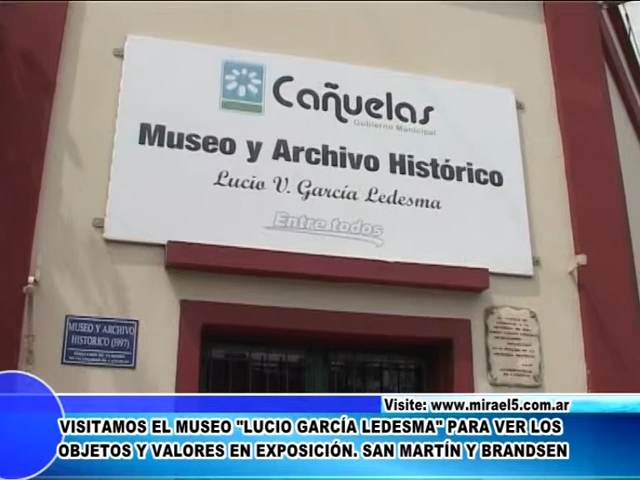 Cañuelas
Gobierno Municipal
Museo y Archivo Histórico
Lucio V. García Ledesma
Entre todos
MUSEO Y ARCHIVO
HISTORICO (1997)
Visite: www.mirael5.com.ar
VISITAMOS EL MUSEO "LUCIO GARCÍA LEDESMA" PARA VER LOS
OBJETOS Y VALORES EN EXPOSICIÓN. SAN MARTÍN Y BRANDSEN